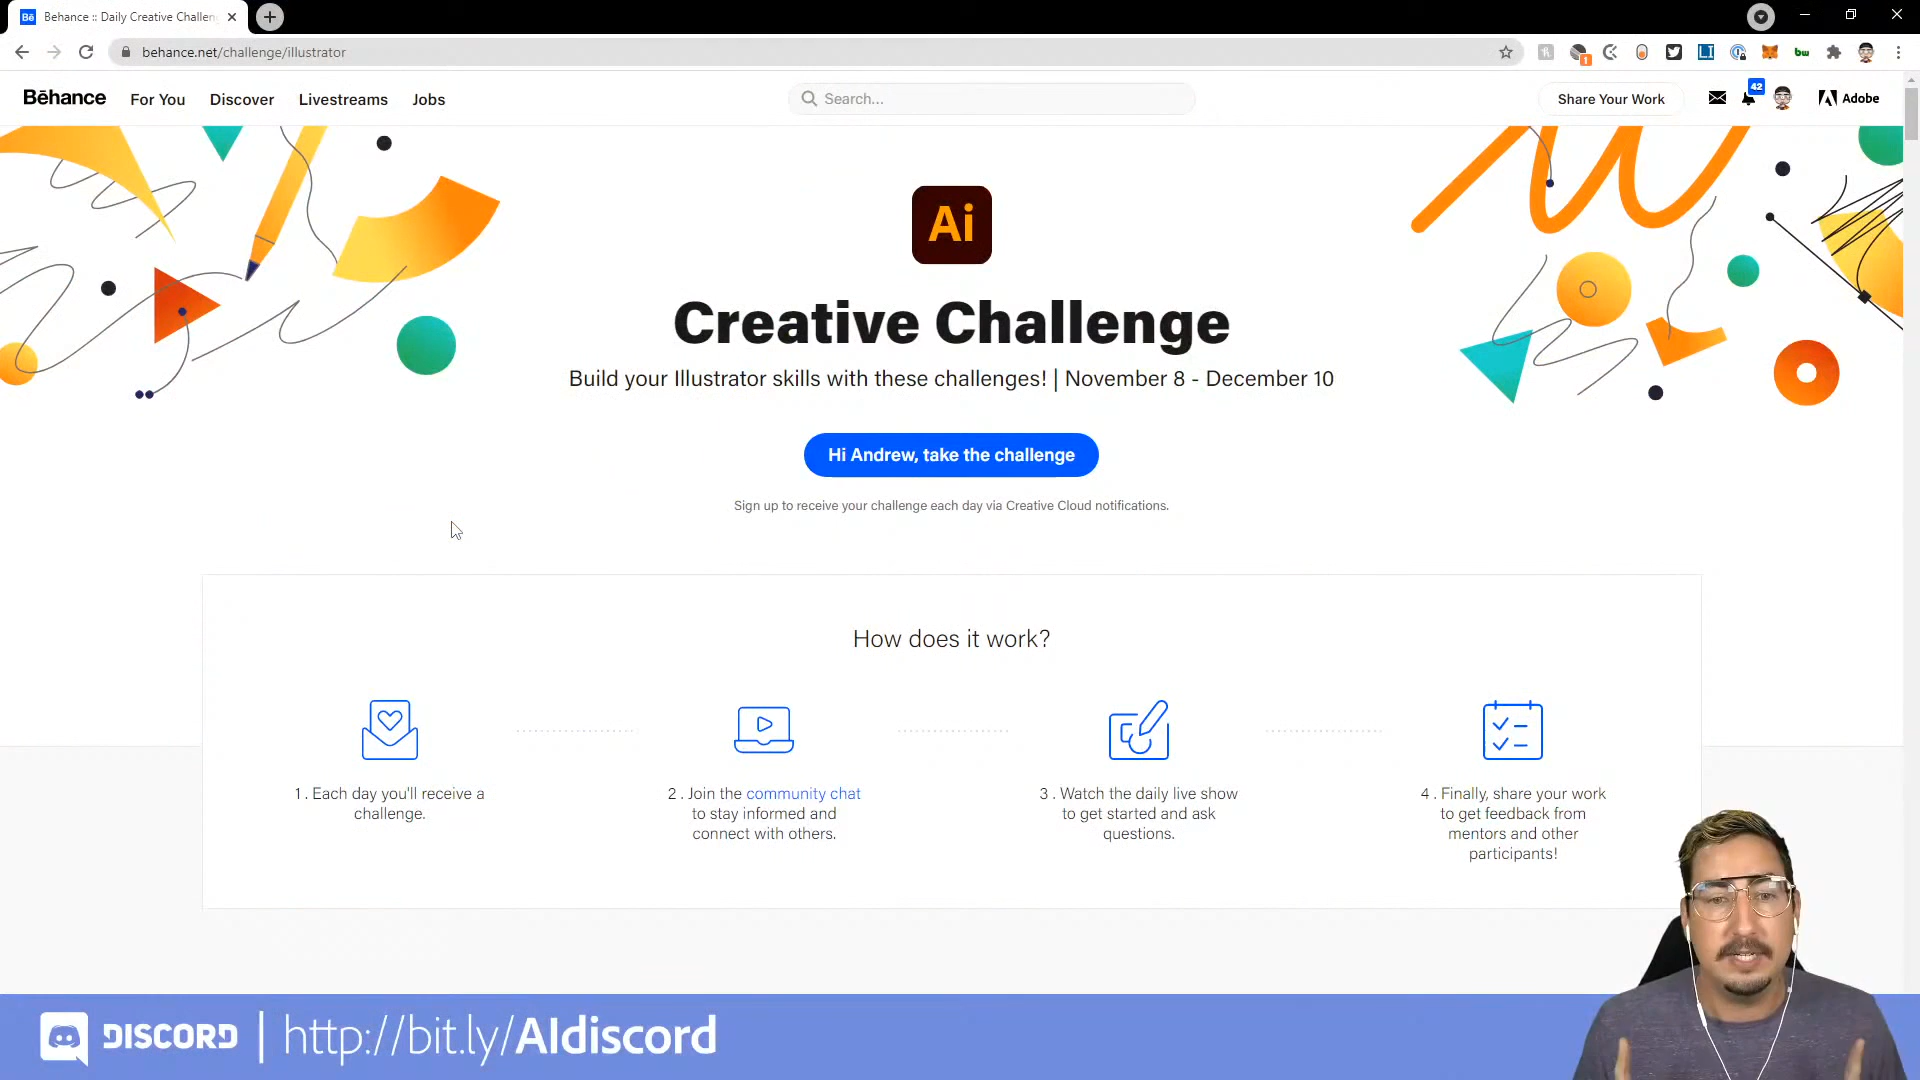 Bē Behance :: Daily Creative Challen
behance.net/challenge/illustrator
1
LI
bw
Bēhance For You Discover Livestreams Jobs
Search...
Share Your Work
42
Adobe
Ai
Creative Challenge
Build your Illustrator skills with these challenges! | November 8 - December 10
Hi Andrew, take the challenge
Sign up to receive your challenge each day via Creative Cloud notifications.
How does it work?
1 . Each day you'll receive a
challenge.
2 . Join the community chat
to stay informed and
connect with others.
3 . Watch the daily live show
to get started and ask
questions.
4 . Finally, share your work
to get feedback from
mentors and other
participants!
DISCORD | http://bit.ly/AIdiscord